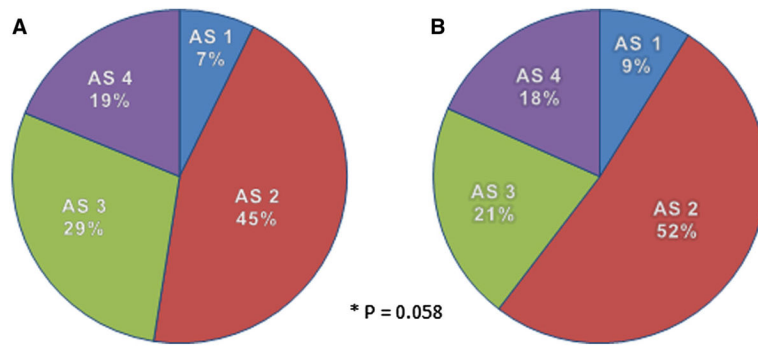 A
AS 1
7%
AS 2
45%
AS 3
29%
AS 4
19%
B
AS 1
9%
AS 2
52%
AS 3
21%
AS 4
18%
* P = 0.058